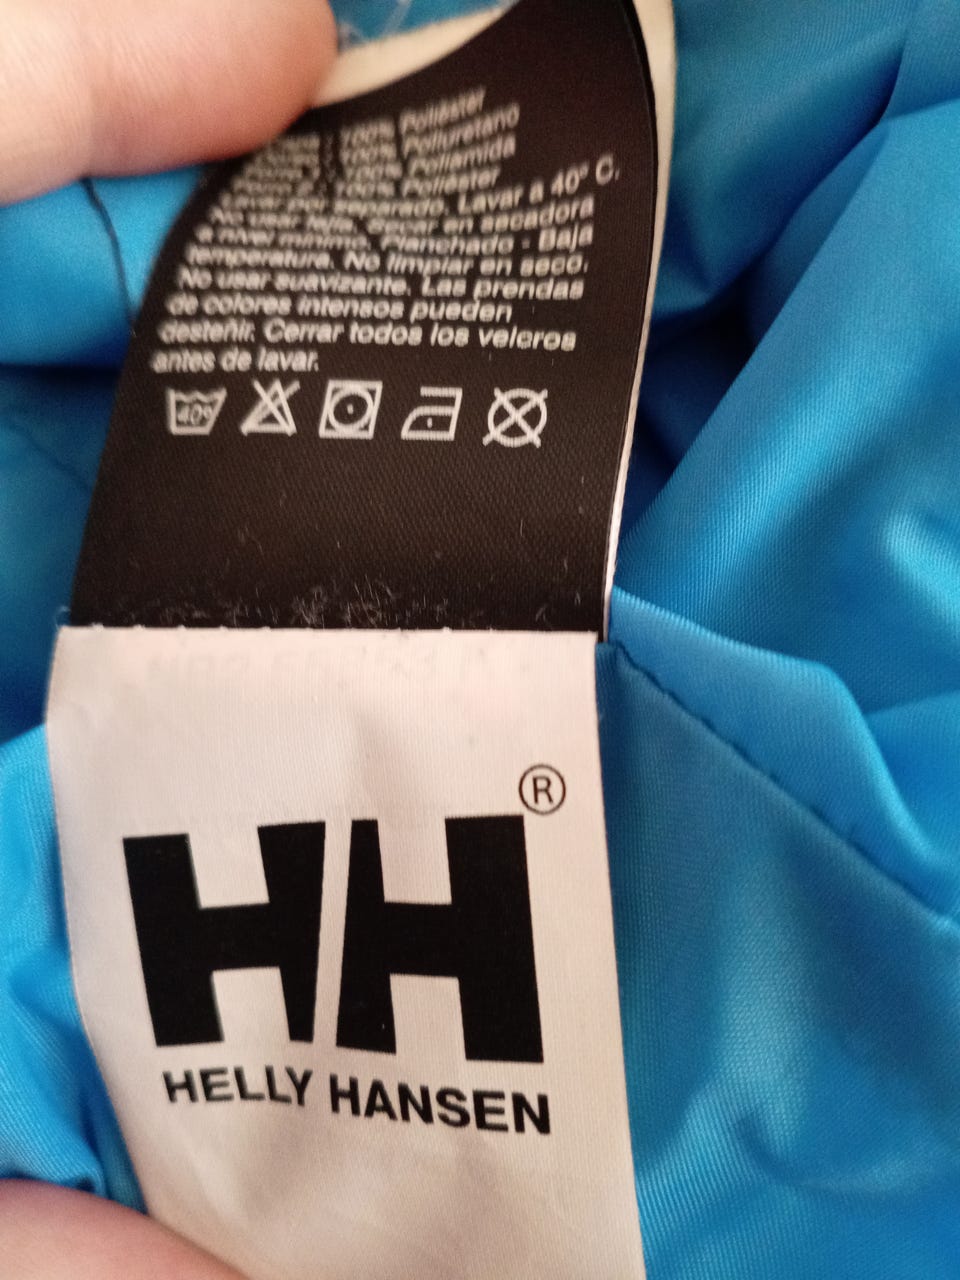 100% Poliéster
100% Poliuretano
100% Poliamida
100% Poliéster
Lavar por separado. Lavar a 40° C.
No usar en secadora
a nivel mínimo. Planchado - Baja
temperatura. No limpiar en seco.
No usar suavizante. Las prendas
de colores intensos pueden
desteñir. Cerrar todos los velcros
antes de lavar.
40°
HH®
HELLY HANSEN